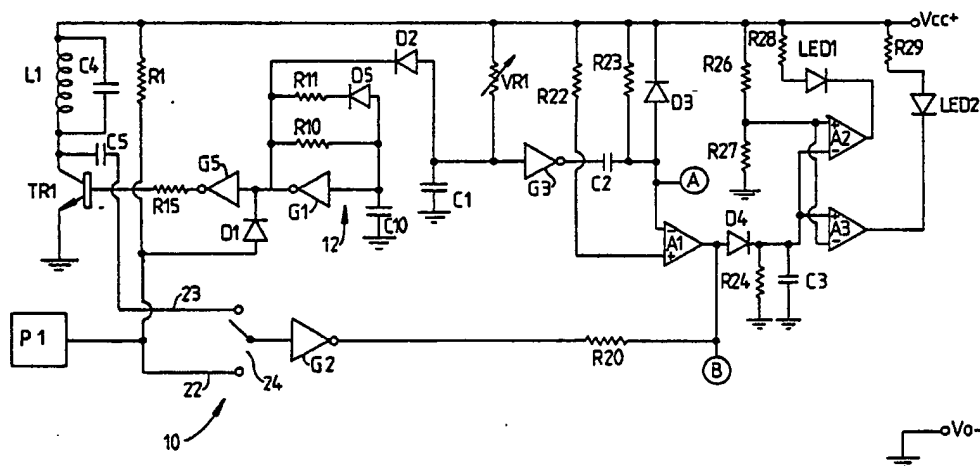 Vcc+
L1
C4
R1
C5
TR1
R15
G5
D1
R11
D5
R10
G1
12
C10
D2
C1
VR1
G3
C2
R22
R23
D3
A
- A1 +
D4
R24
C3
R26
R27
R28
LED1
+ A2 -
+ A3 -
R29
LED2
P1
23
22
24
10
G2
R20
B
Vo-